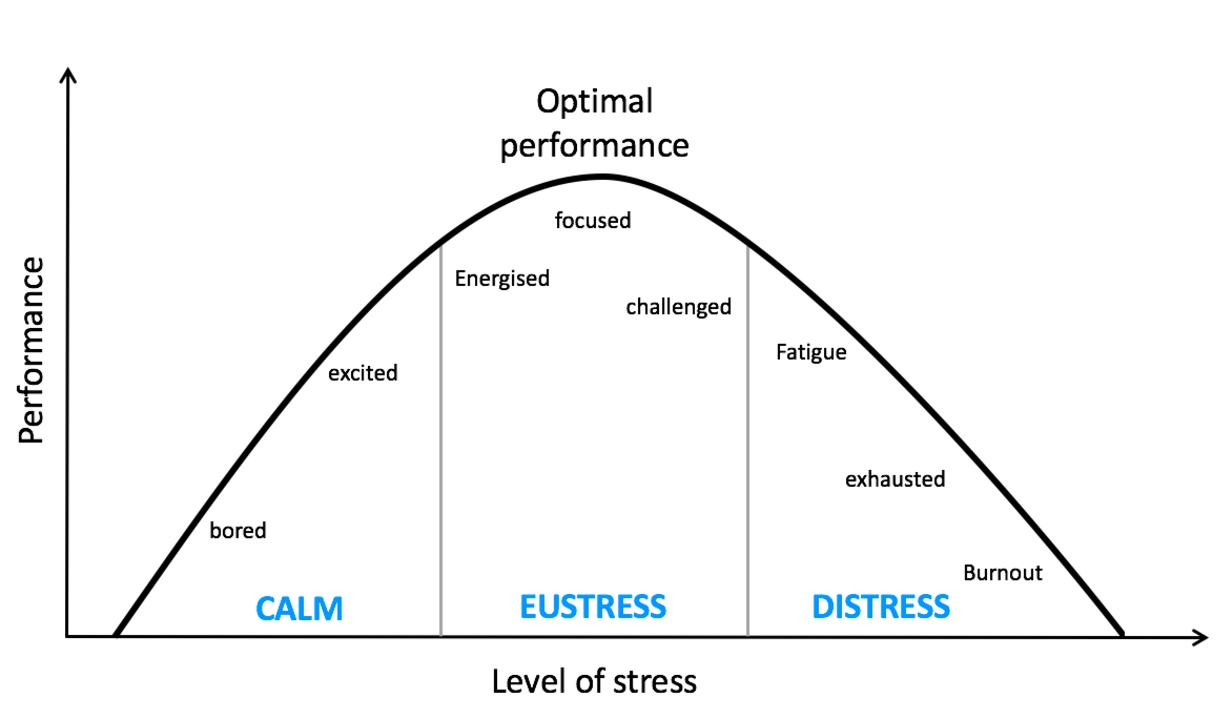 Optimal
performance
focused
Energised
challenged
Fatigue
excited
exhausted
bored
Burnout
CALM
EUSTRESS
DISTRESS
Performance
Level of stress